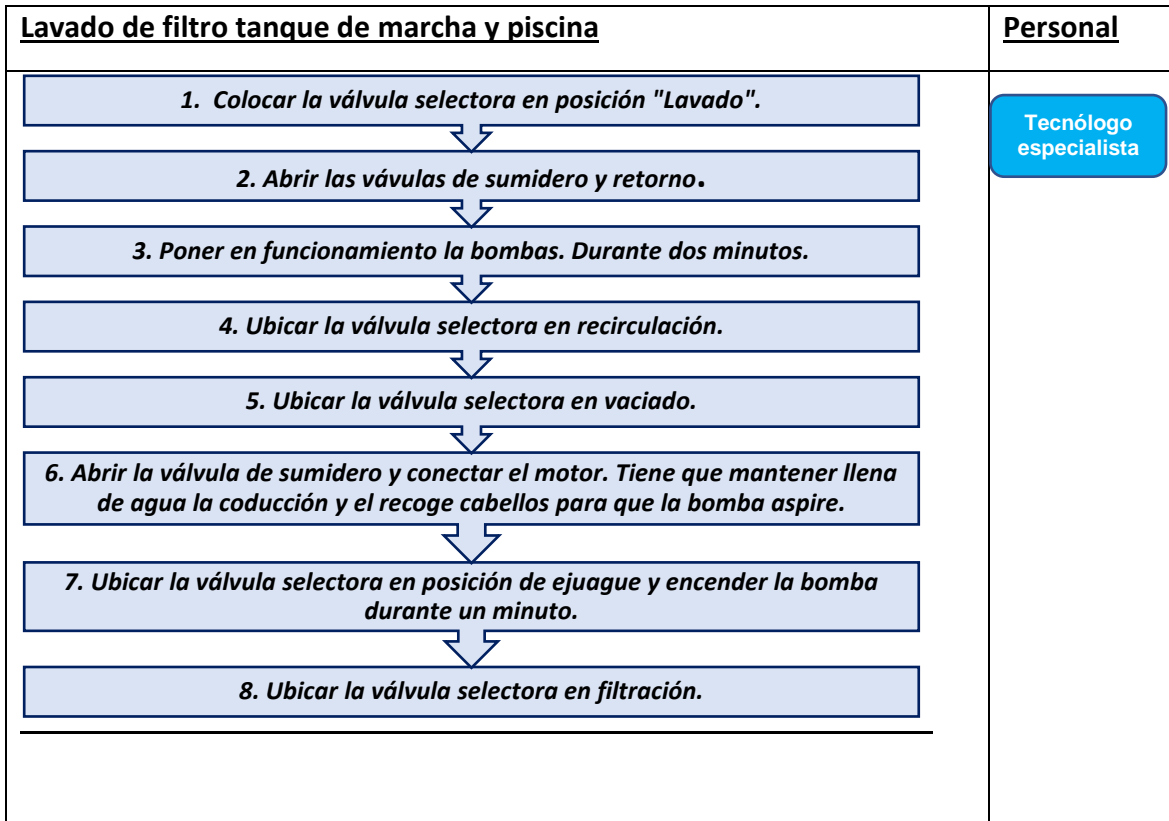 Lavado de filtro tanque de marcha y piscina
Personal
1. Colocar la válvula selectora en posición "Lavado".
Tecnólogo
especialista
2. Abrir las vávulas de sumidero y retorno.
3. Poner en funcionamiento la bombas. Durante dos minutos.
4. Ubicar la válvula selectora en recirculación.
5. Ubicar la válvula selectora en vaciado.
6. Abrir la válvula de sumidero y conectar el motor. Tiene que mantener llena
de agua la coducción y el recoge cabellos para que la bomba aspire.
7. Ubicar la válvula selectora en posición de ejuague y encender la bomba
durante un minuto.
8. Ubicar la válvula selectora en filtración.